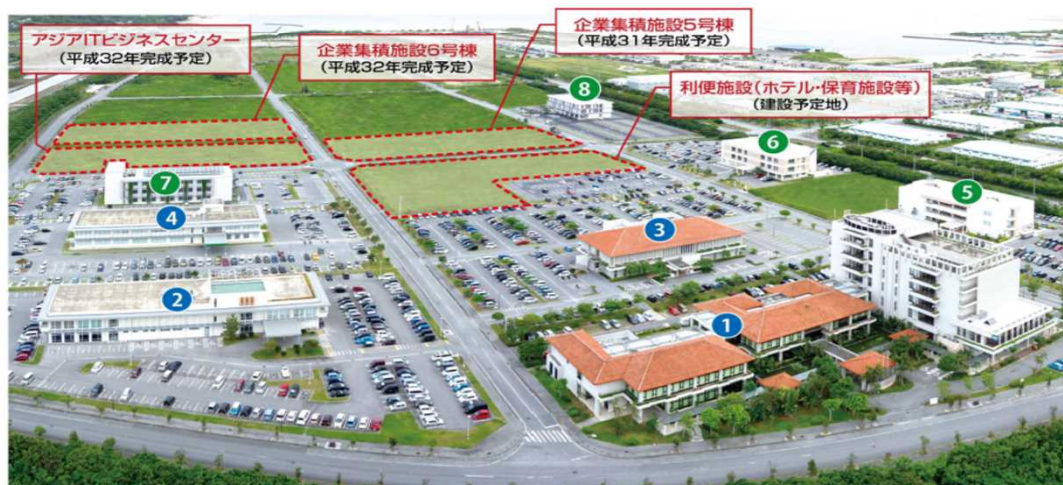 アジアITビジネスセンター
(平成32年完成予定)
企業集積施設6号棟
(平成32年完成予定)
企業集積施設5号棟
(平成31年完成予定)
利便施設(ホテル・保育施設等)
(建設予定地)
8
6
7
5
4
3
2
1